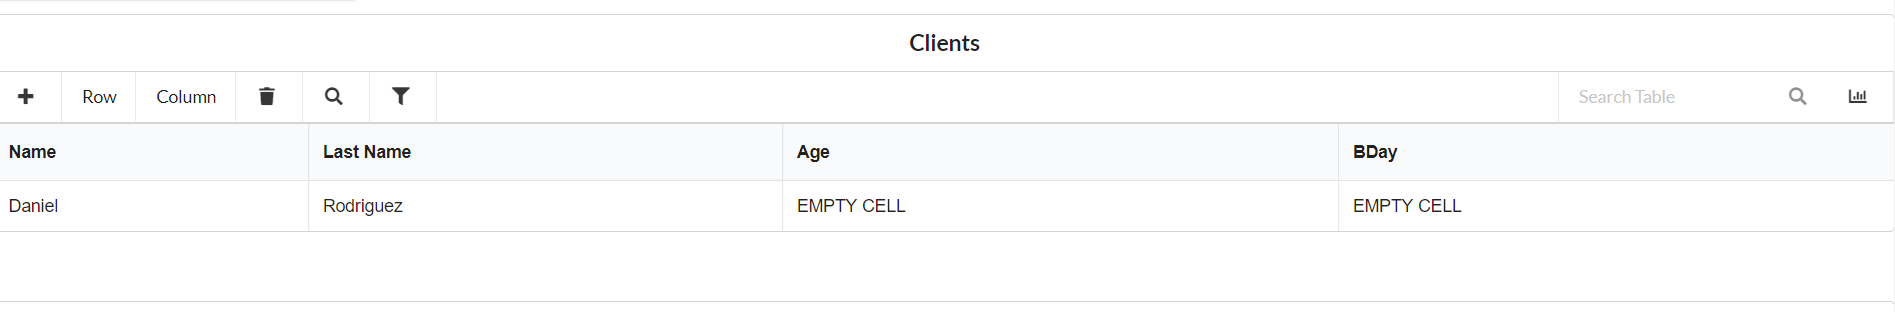 Clients
Row Column Search Table
Name Last Name Age BDay
Daniel Rodriguez EMPTY CELL EMPTY CELL